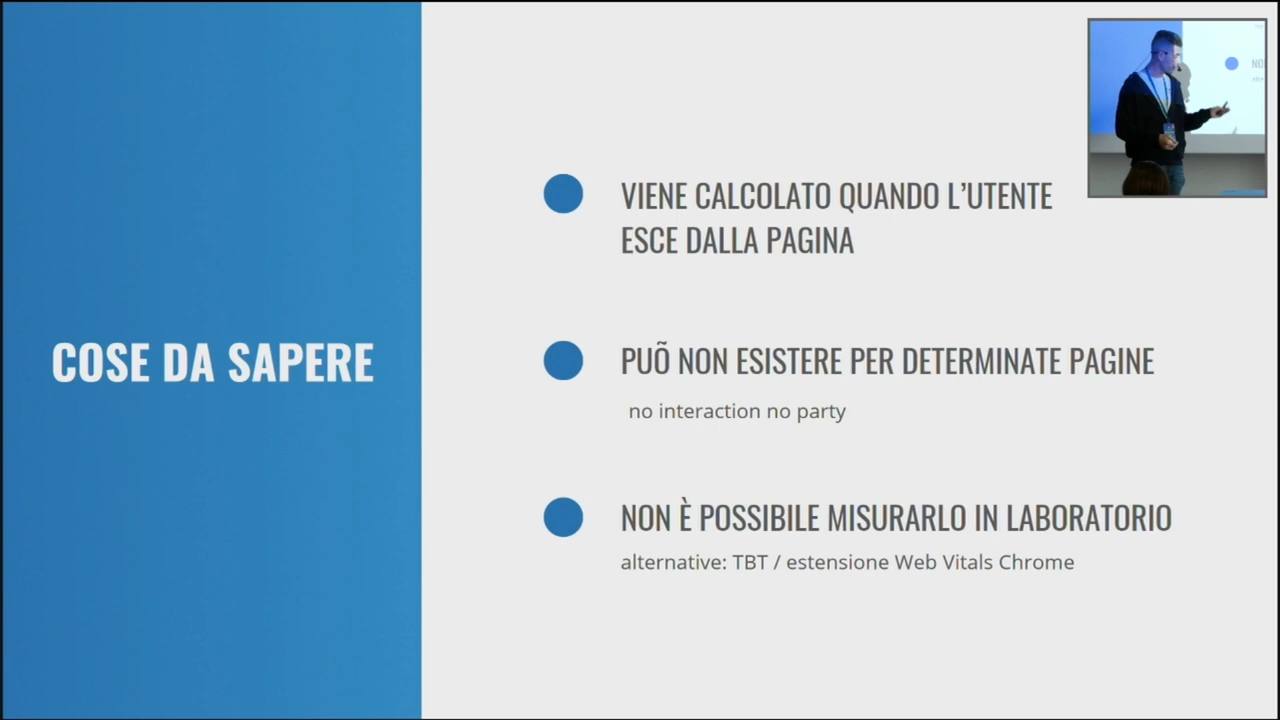 COSE DA SAPERE
VIENE CALCOLATO QUANDO L’UTENTE
ESCE DALLA PAGINA
PUÕ NON ESISTERE PER DETERMINATE PAGINE
no interaction no party
NON È POSSIBILE MISURARLO IN LABORATORIO
alternative: TBT / estensione Web Vitals Chrome